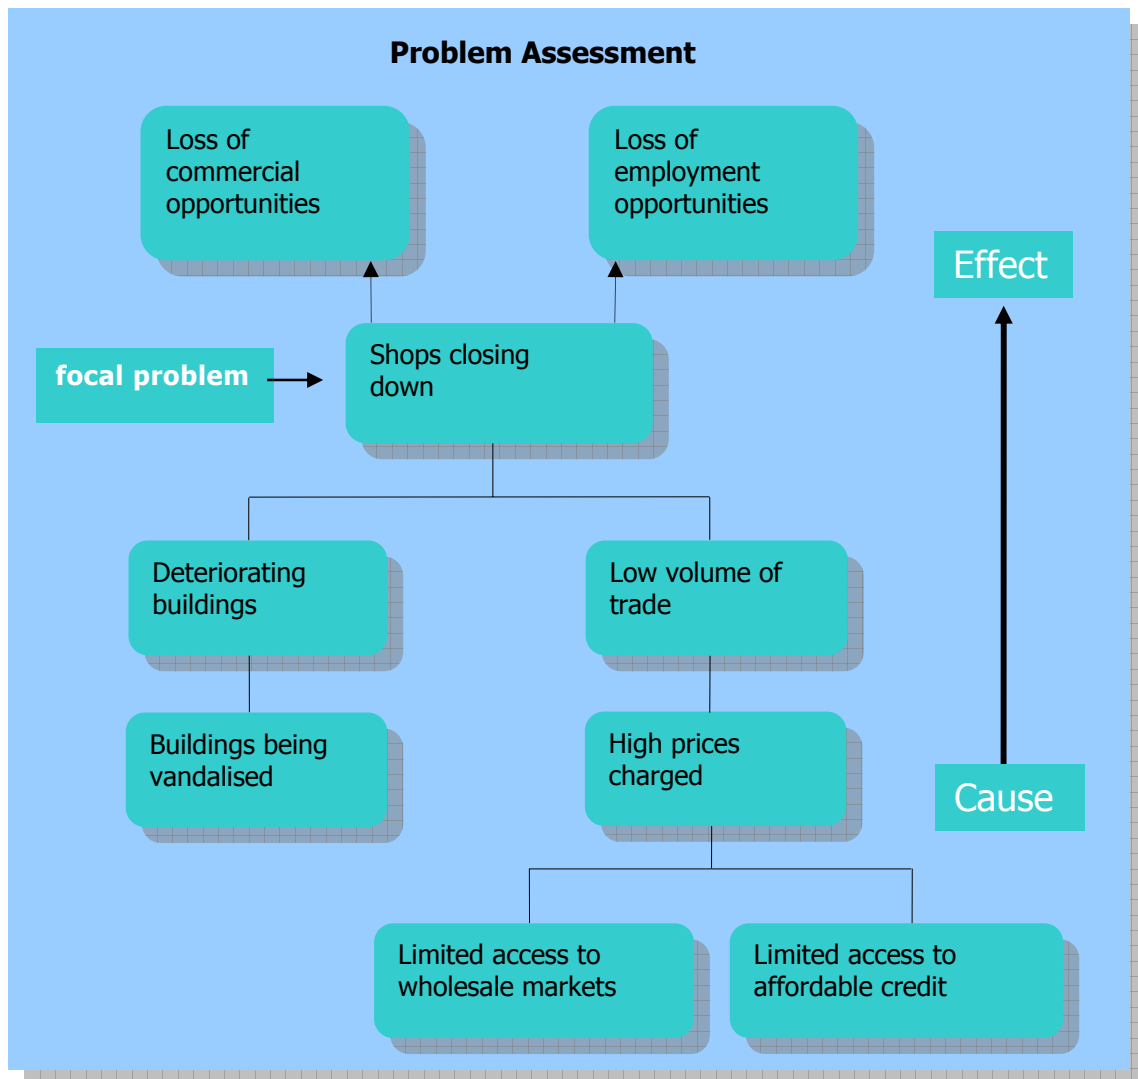 Problem Assessment
Loss of
commercial
opportunities
Loss of
employment
opportunities
Effect
focal problem
Shops closing
down
Deteriorating
buildings
Low volume of
trade
Buildings being
vandalised
High prices
charged
Cause
Limited access to
wholesale markets
Limited access to
affordable credit